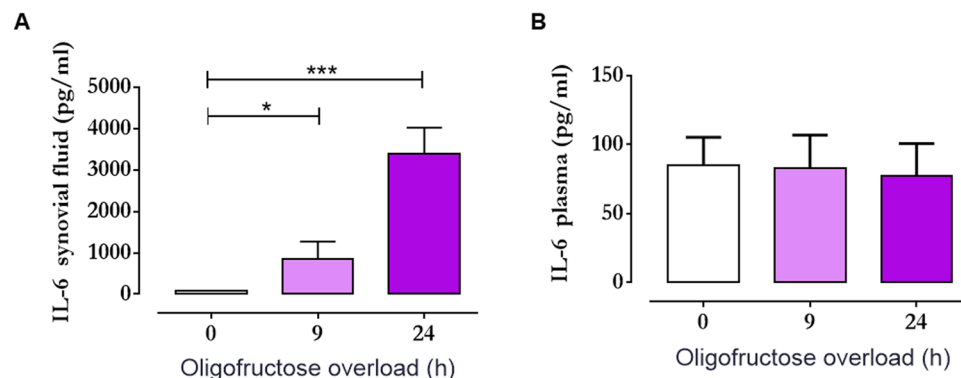 A
IL-6 synovial fluid (pg/ml)
5000
4000
3000
2000
1000
0
***
*
0 9 24
Oligofructose overload (h)
B
IL-6 plasma (pg/ml)
150
100
50
0
0 9 24
Oligofructose overload (h)